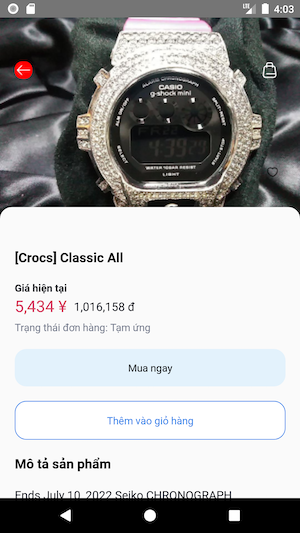 4:03
ALARM CHRONOGRAPH
CASIO
g-shock mini
WATER 10BAR RESIST
LIGHT
G
[Crocs] Classic All
Giá hiện tại
5,434 ¥ 1,016,158 đ
Trạng thái đơn hàng: Tạm ứng
Mua ngay
Thêm vào giỏ hàng
Mô tả sản phẩm
Ends July 10, 2022 Seiko CHRONOGRAPH